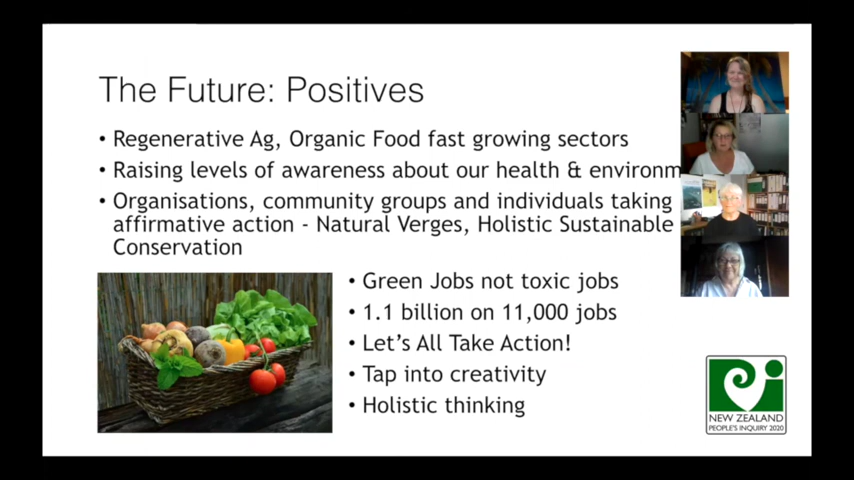 The Future: Positives
• Regenerative Ag, Organic Food fast growing sectors
• Raising levels of awareness about our health & environm
• Organisations, community groups and individuals taking
affirmative action - Natural Verges, Holistic Sustainable
Conservation
• Green Jobs not toxic jobs
• 1.1 billion on 11,000 jobs
• Let's All Take Action!
• Tap into creativity
• Holistic thinking
NEW ZEALAND
PEOPLE'S INQUIRY 2020